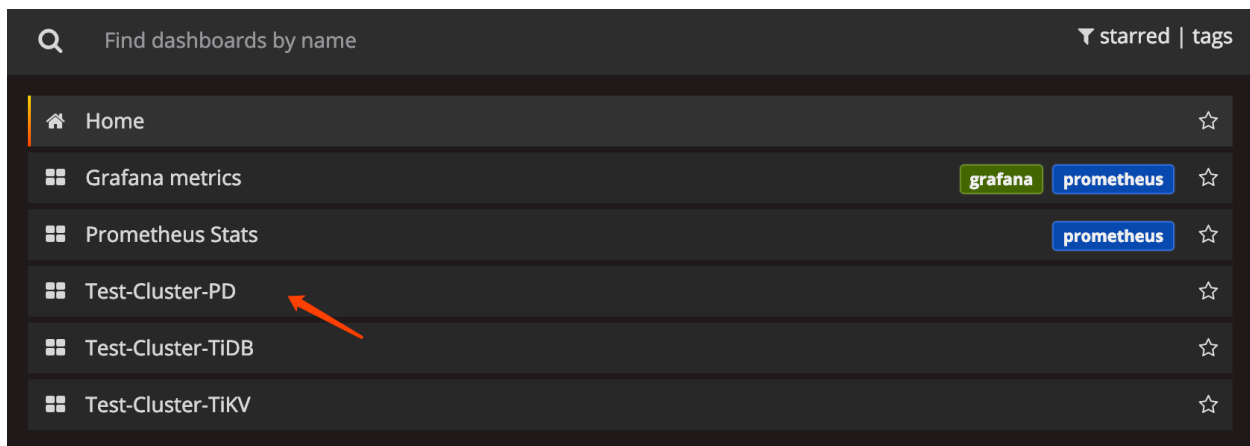 Find dashboards by name starred | tags
Home
Grafana metrics grafana prometheus
Prometheus Stats prometheus
Test-Cluster-PD
Test-Cluster-TiDB
Test-Cluster-TiKV